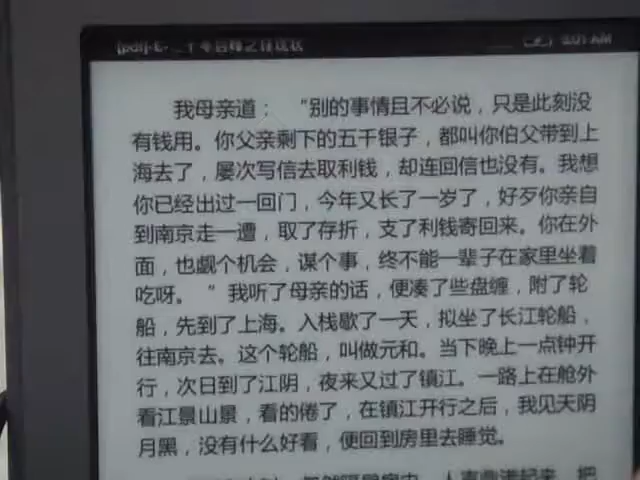 我母亲道：“别的事情且不必说，只是此刻没
有钱用。你父亲剩下的五千银子，都叫你伯父带到上
海去了，屡次写信去取利钱，却连回信也没有。我想
你已经出过一回门，今年又长了一岁了，好歹你亲自
到南京走一遭，取了存折，支了利钱寄回来。你在外
面，也觑个机会，谋个事，终不能一辈子在家里坐着
吃呀。”我听了母亲的话，便凑了些盘缠，附了轮
船，先到了上海。入栈歇了一天，拟坐了长江轮船，
往南京去。这个轮船，叫做元和。当下晚上一点钟开
行，次日到了江阴，夜来又过了镇江。一路上在舱外
看江景山景，看的倦了，在镇江开行之后，我见天阴
月黑，没有什么好看，便回到房里去睡觉。